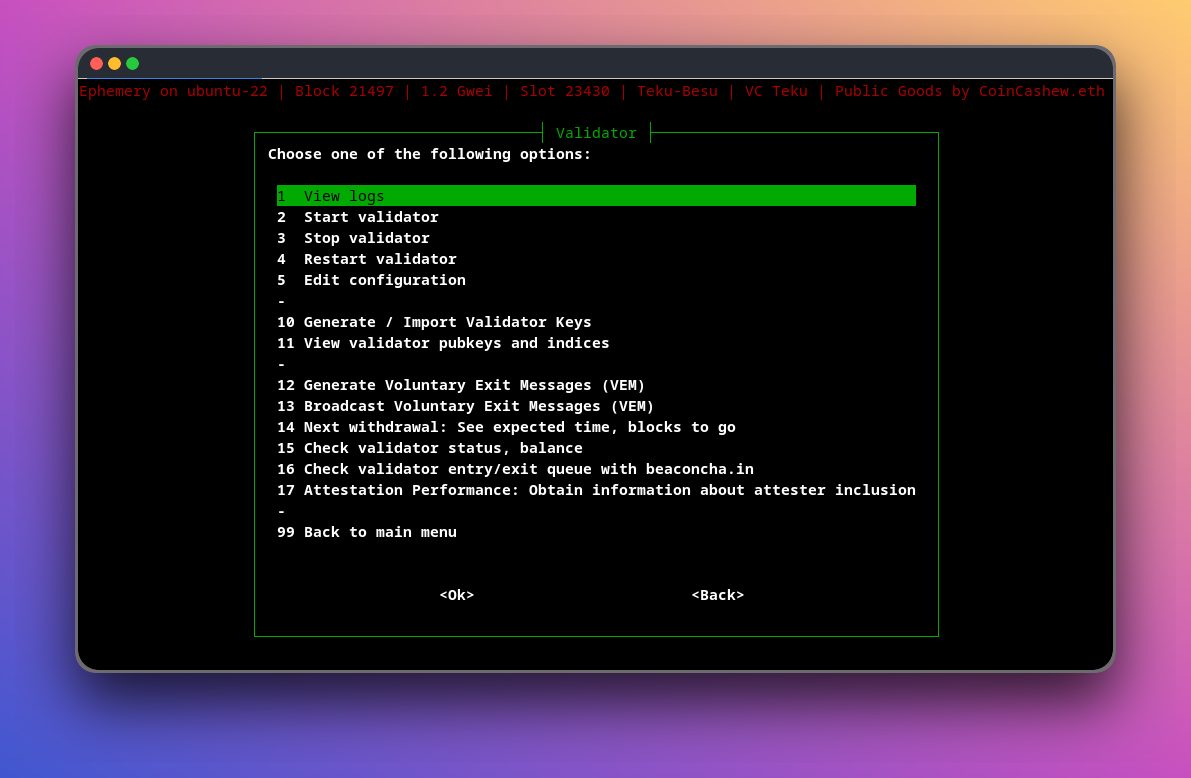 Ephemery on ubuntu-22 | Block 21497 | 1.2 Gwei | Slot 23430 | Teku-Besu | VC Teku | Public Goods by CoinCashew.eth
Validator
Choose one of the following options:
1 View logs
2 Start validator
3 Stop validator
4 Restart validator
5 Edit configuration
-
10 Generate / Import Validator Keys
11 View validator pubkeys and indices
-
12 Generate Voluntary Exit Messages (VEM)
13 Broadcast Voluntary Exit Messages (VEM)
14 Next withdrawal: See expected time, blocks to go
15 Check validator status, balance
16 Check validator entry/exit queue with beaconcha.in
17 Attestation Performance: Obtain information about attester inclusion
-
99 Back to main menu
<Ok> <Back>